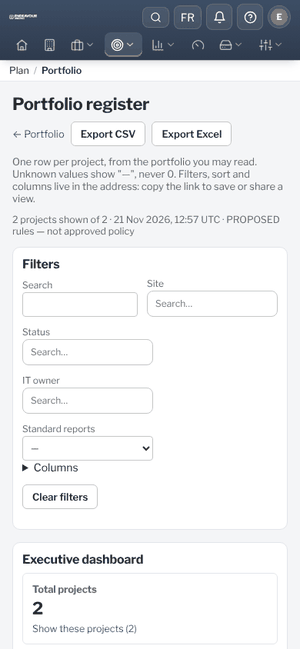 FR
E
Plan / Portfolio
Portfolio register
← Portfolio
Export CSV
Export Excel
One row per project, from the portfolio you may read.
Unknown values show "—", never 0. Filters, sort and
columns live in the address: copy the link to save or share a
view.
2 projects shown of 2 · 21 Nov 2026, 12:57 UTC · PROPOSED
rules — not approved policy
Filters
Search
Site
Search...
Status
Search...
IT owner
Search...
Standard reports
—
Columns
Clear filters
Executive dashboard
Total projects
2
Show these projects (2)